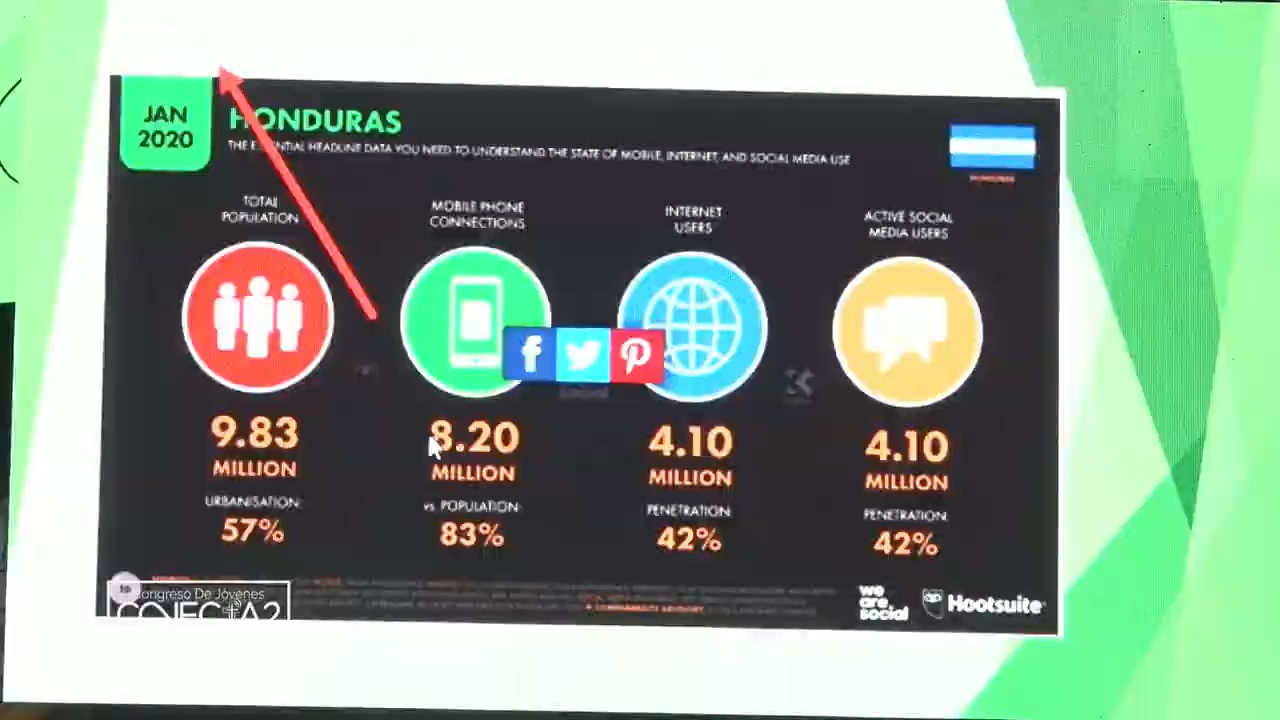 JAN
2020
HONDURAS
THE ESSENTIAL HEADLINE DATA YOU NEED TO UNDERSTAND THE STATE OF MOBILE, INTERNET, AND SOCIAL MEDIA USE
HONDURAS
TOTAL
POPULATION
MOBILE PHONE
CONNECTIONS
INTERNET
USERS
ACTIVE SOCIAL
MEDIA USERS
9.83
MILLION
8.20
MILLION
4.10
MILLION
4.10
MILLION
URBANISATION:
57%
vs. POPULATION:
83%
PENETRATION:
42%
PENETRATION:
42%
Congreso De Jóvenes
CONECTA2
we
are
social
Hootsuite